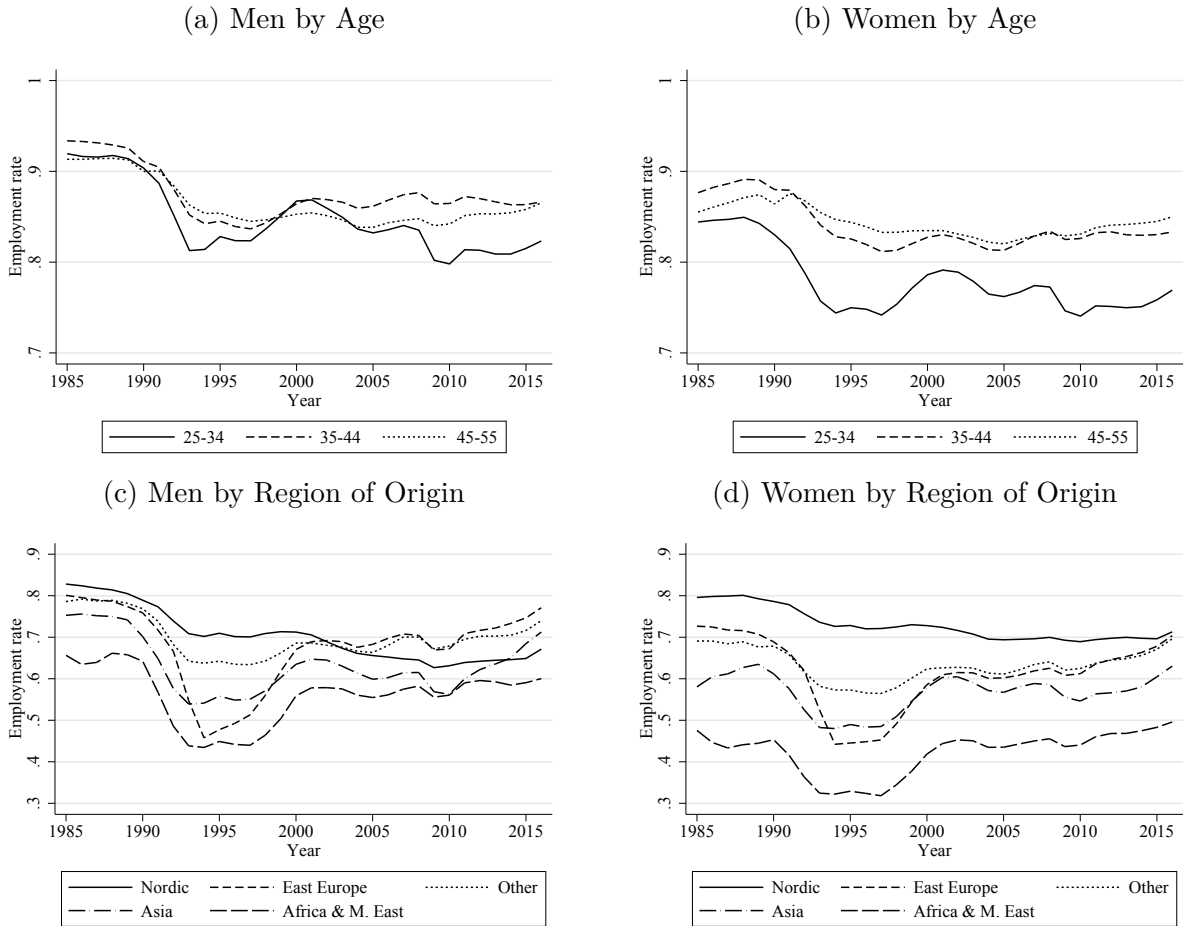 (a) Men by Age
(b) Women by Age
Employment rate
1
.9
.8
.7
1985 1990 1995 2000 2005 2010 2015
Year
25-34 35-44 45-55
Employment rate
1
.9
.8
.7
1985 1990 1995 2000 2005 2010 2015
Year
25-34 35-44 45-55
(c) Men by Region of Origin
(d) Women by Region of Origin
Employment rate
.9
.8
.7
.6
.5
.4
.3
1985 1990 1995 2000 2005 2010 2015
Year
Nordic East Europe Other
Asia Africa & M. East
Employment rate
.9
.8
.7
.6
.5
.4
.3
1985 1990 1995 2000 2005 2010 2015
Year
Nordic East Europe Other
Asia Africa & M. East